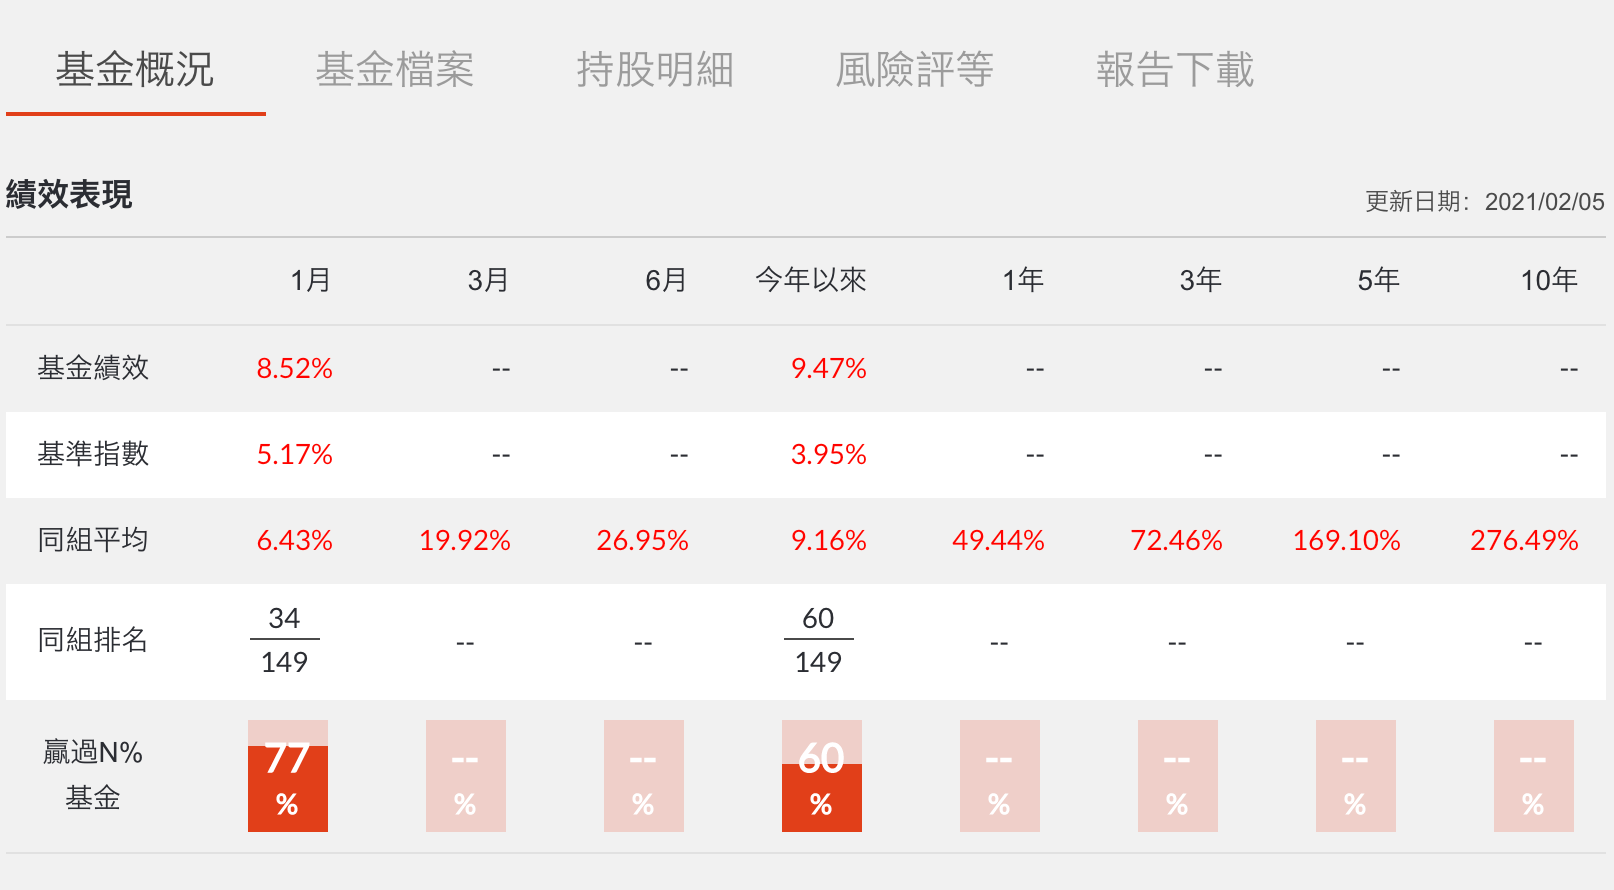 基金概況 基金檔案 持股明細 風險評等 報告下載
績效表現 更新日期：2021/02/05
1月 3月 6月 今年以來 1年 3年 5年 10年
基金績效 8.52% -- -- 9.47% -- -- -- --
基準指數 5.17% -- -- 3.95% -- -- -- --
同組平均 6.43% 19.92% 26.95% 9.16% 49.44% 72.46% 169.10% 276.49%
34 60
同組排名 -- -- -- -- -- --
149 149
贏過N% 77 -- -- 60 -- -- -- --
基金 % % % % % % % %